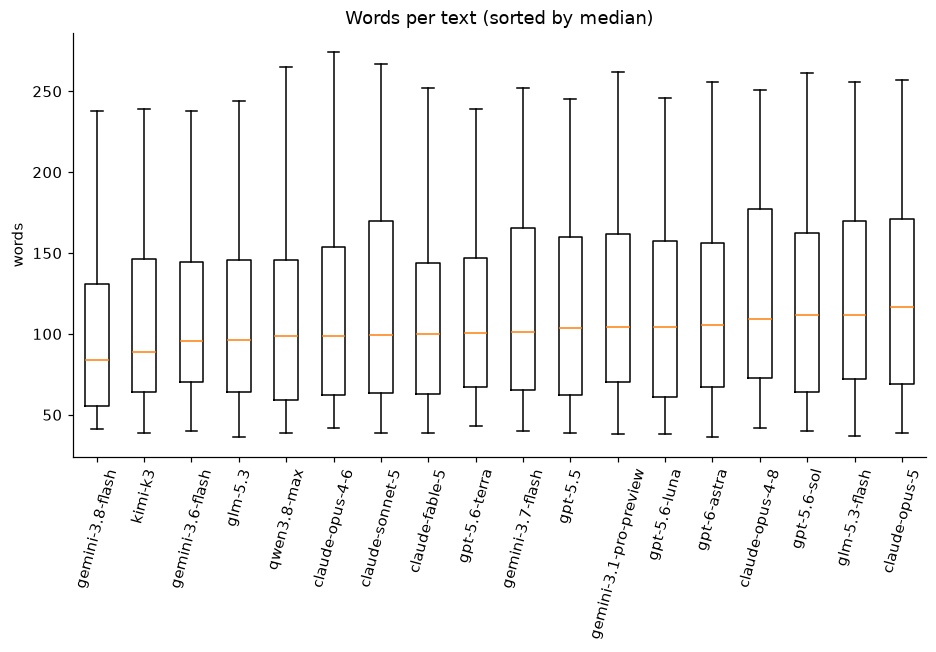 Words per text (sorted by median)
words
250
200
150
100
50
gemini-3.8-flash
kimi-k3
gemini-3.6-flash
glm-5.3
qwen3.8-max
claude-opus-4-6
claude-sonnet-5
claude-fable-5
gpt-5.6-terra
gemini-3.7-flash
gpt-5.5
gemini-3.1-pro-preview
gpt-5.6-luna
gpt-6-astra
claude-opus-4-8
gpt-5.6-sol
glm-5.3-flash
claude-opus-5